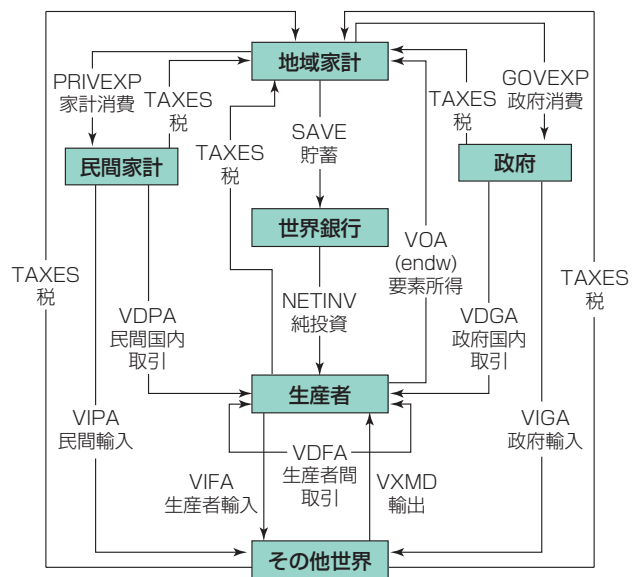 地域家計
PRIVEXP
家計消費
TAXES
税
GOVEXP
政府消費
TAXES
税
TAXES
税
SAVE
貯蓄
民間家計
政府
世界銀行
TAXES
税
VOA
(endw)
要素所得
TAXES
税
NETINV
純投資
VDPA
民間国内
取引
VDGA
政府国内
取引
生産者
VIPA
民間輸入
VDFA
生産者間
取引
VIGA
政府輸入
VIFA
生産者輸入
VXMD
輸出
その他世界